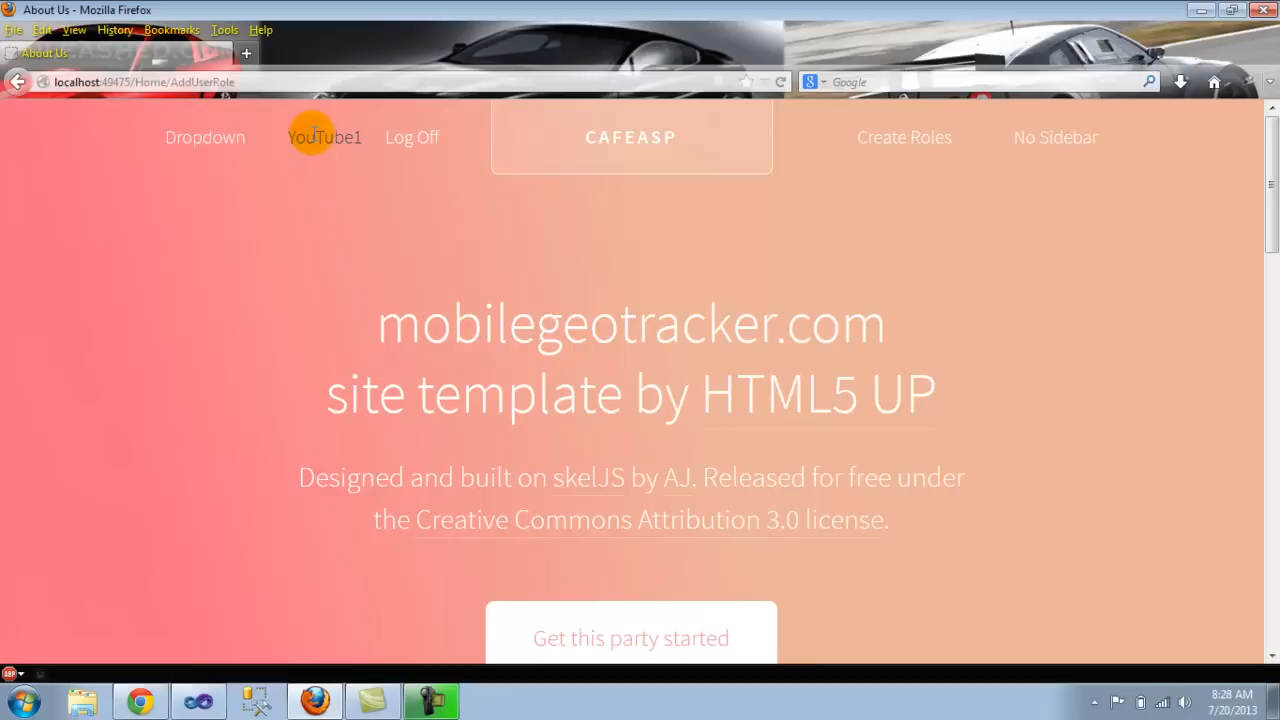 About Us - Mozilla Firefox
File Edit View History Bookmarks Tools Help
About Us
localhost:49475/Home/AddUserRole
Google
Dropdown YouTube1 Log Off CAFEASP Create Roles No Sidebar
mobilegeotracker.com
site template by HTML5 UP
Designed and built on skelJS by AJ. Released for free under
the Creative Commons Attribution 3.0 license.
Get this party started
ABP
8:28 AM
7/20/2013